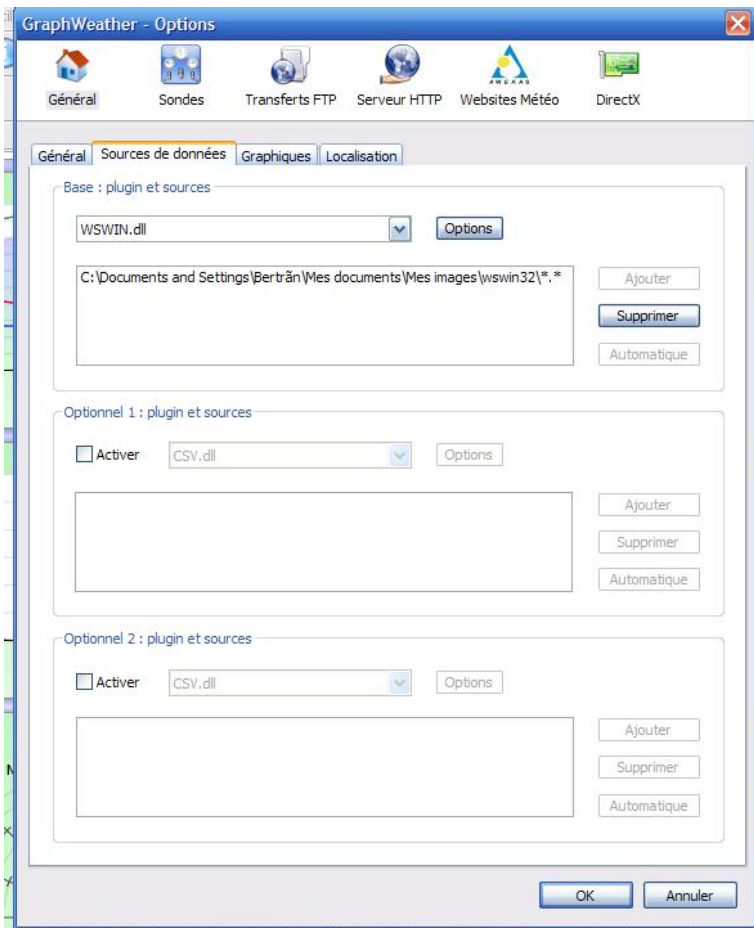 GraphWeather - Options
Général Sondes Transferts FTP Serveur HTTP Websites Météo DirectX
AWEKAS
Général Sources de données Graphiques Localisation
Base : plugin et sources
WSWIN.dll Options
C:\Documents and Settings\Bertrãn\Mes documents\Mes images\wswin32\*.*
Ajouter
Supprimer
Automatique
Optionnel 1 : plugin et sources
Activer CSV.dll Options
Ajouter
Supprimer
Automatique
Optionnel 2 : plugin et sources
Activer CSV.dll Options
Ajouter
Supprimer
Automatique
OK Annuler